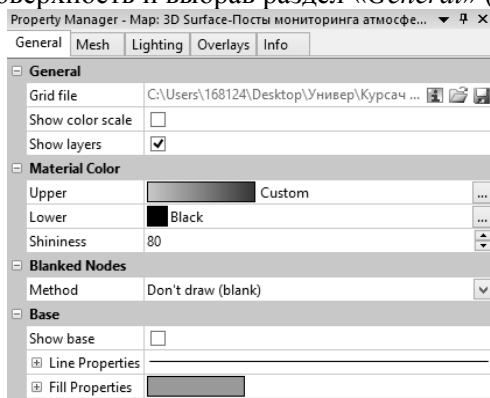 оверхность и выбрав раздел «General» (
Property Manager - Map: 3D Surface-Посты мониторинга атмосфе...
General Mesh Lighting Overlays Info
General
Grid file C:\Users\168124\Desktop\Универ\Курсач ...
Show color scale
Show layers
Material Color
Upper Custom ...
Lower Black ...
Shininess 80
Blanked Nodes
Method Don't draw (blank)
Base
Show base
Line Properties
Fill Properties